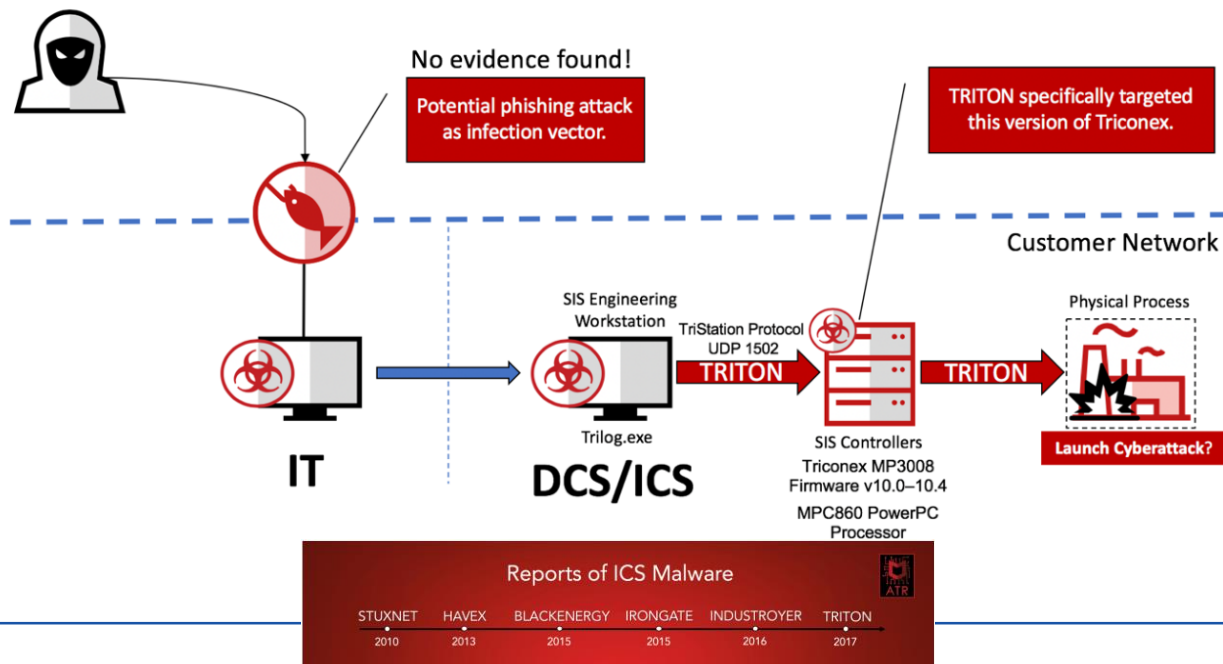 No evidence found!
Potential phishing attack
as infection vector.
TRITON specifically targeted
this version of Triconex.
Customer Network
SIS Engineering
Workstation
TriStation Protocol
UDP 1502
TRITON
TRITON
Physical Process
Trilog.exe
SIS Controllers
Launch Cyberattack?
IT
DCS/ICS
Triconex MP3008
Firmware v10.0–10.4
MPC860 PowerPC
Processor
Reports of ICS Malware
ATR
STUXNET HAVEX BLACKENERGY IRONGATE INDUSTROYER TRITON
2010 2013 2015 2015 2016 2017